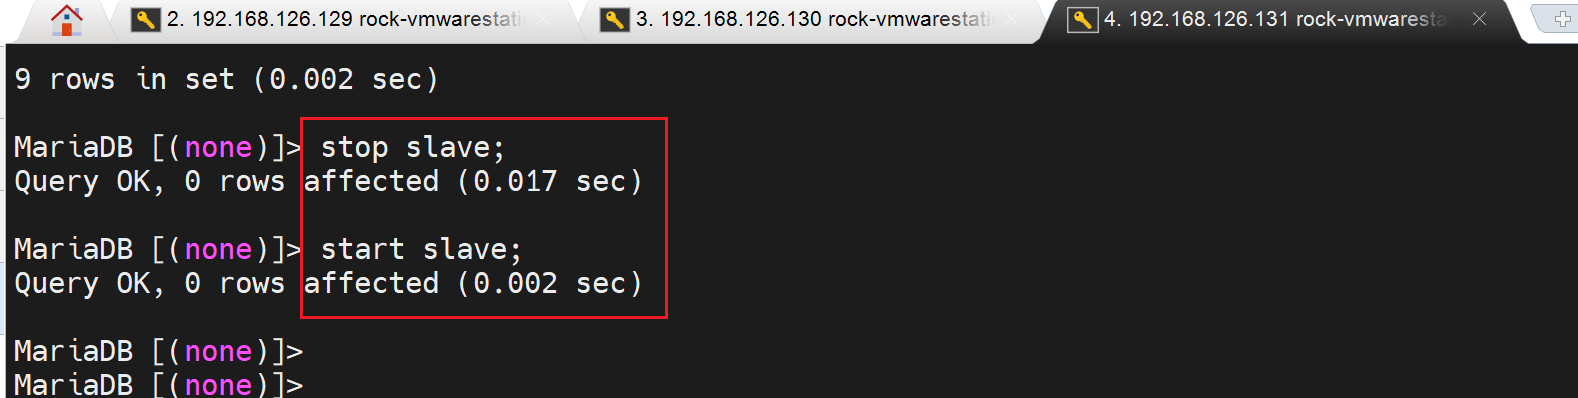 2. 192.168.126.129 rock-vmwarestati
3. 192.168.126.130 rock-vmwarestati
4. 192.168.126.131 rock-vmwaresta
9 rows in set (0.002 sec)
MariaDB [(none)]> stop slave;
Query OK, 0 rows affected (0.017 sec)
MariaDB [(none)]> start slave;
Query OK, 0 rows affected (0.002 sec)
MariaDB [(none)]>
MariaDB [(none)]>